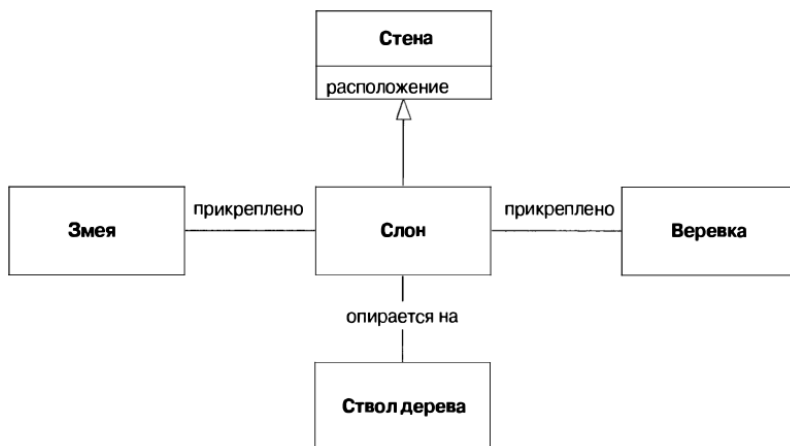 Стена
расположение
Змея
прикреплено
Слон
прикреплено
Веревка
опирается на
Ствол дерева